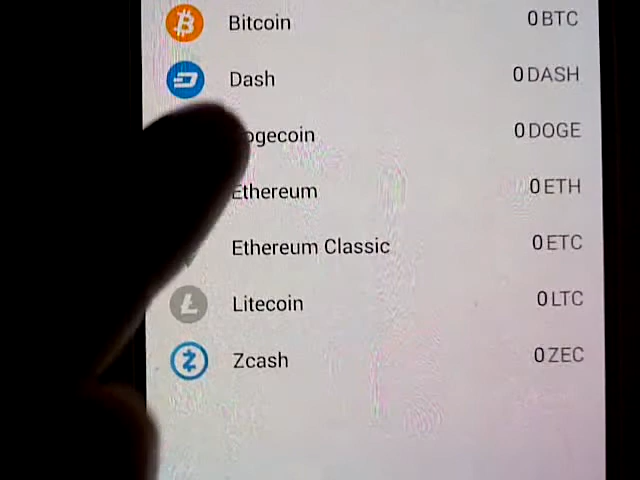 Bitcoin 0 BTC
Dash 0 DASH
ogecoin 0 DOGE
Ethereum 0 ETH
Ethereum Classic 0 ETC
Litecoin 0 LTC
Zcash 0 ZEC